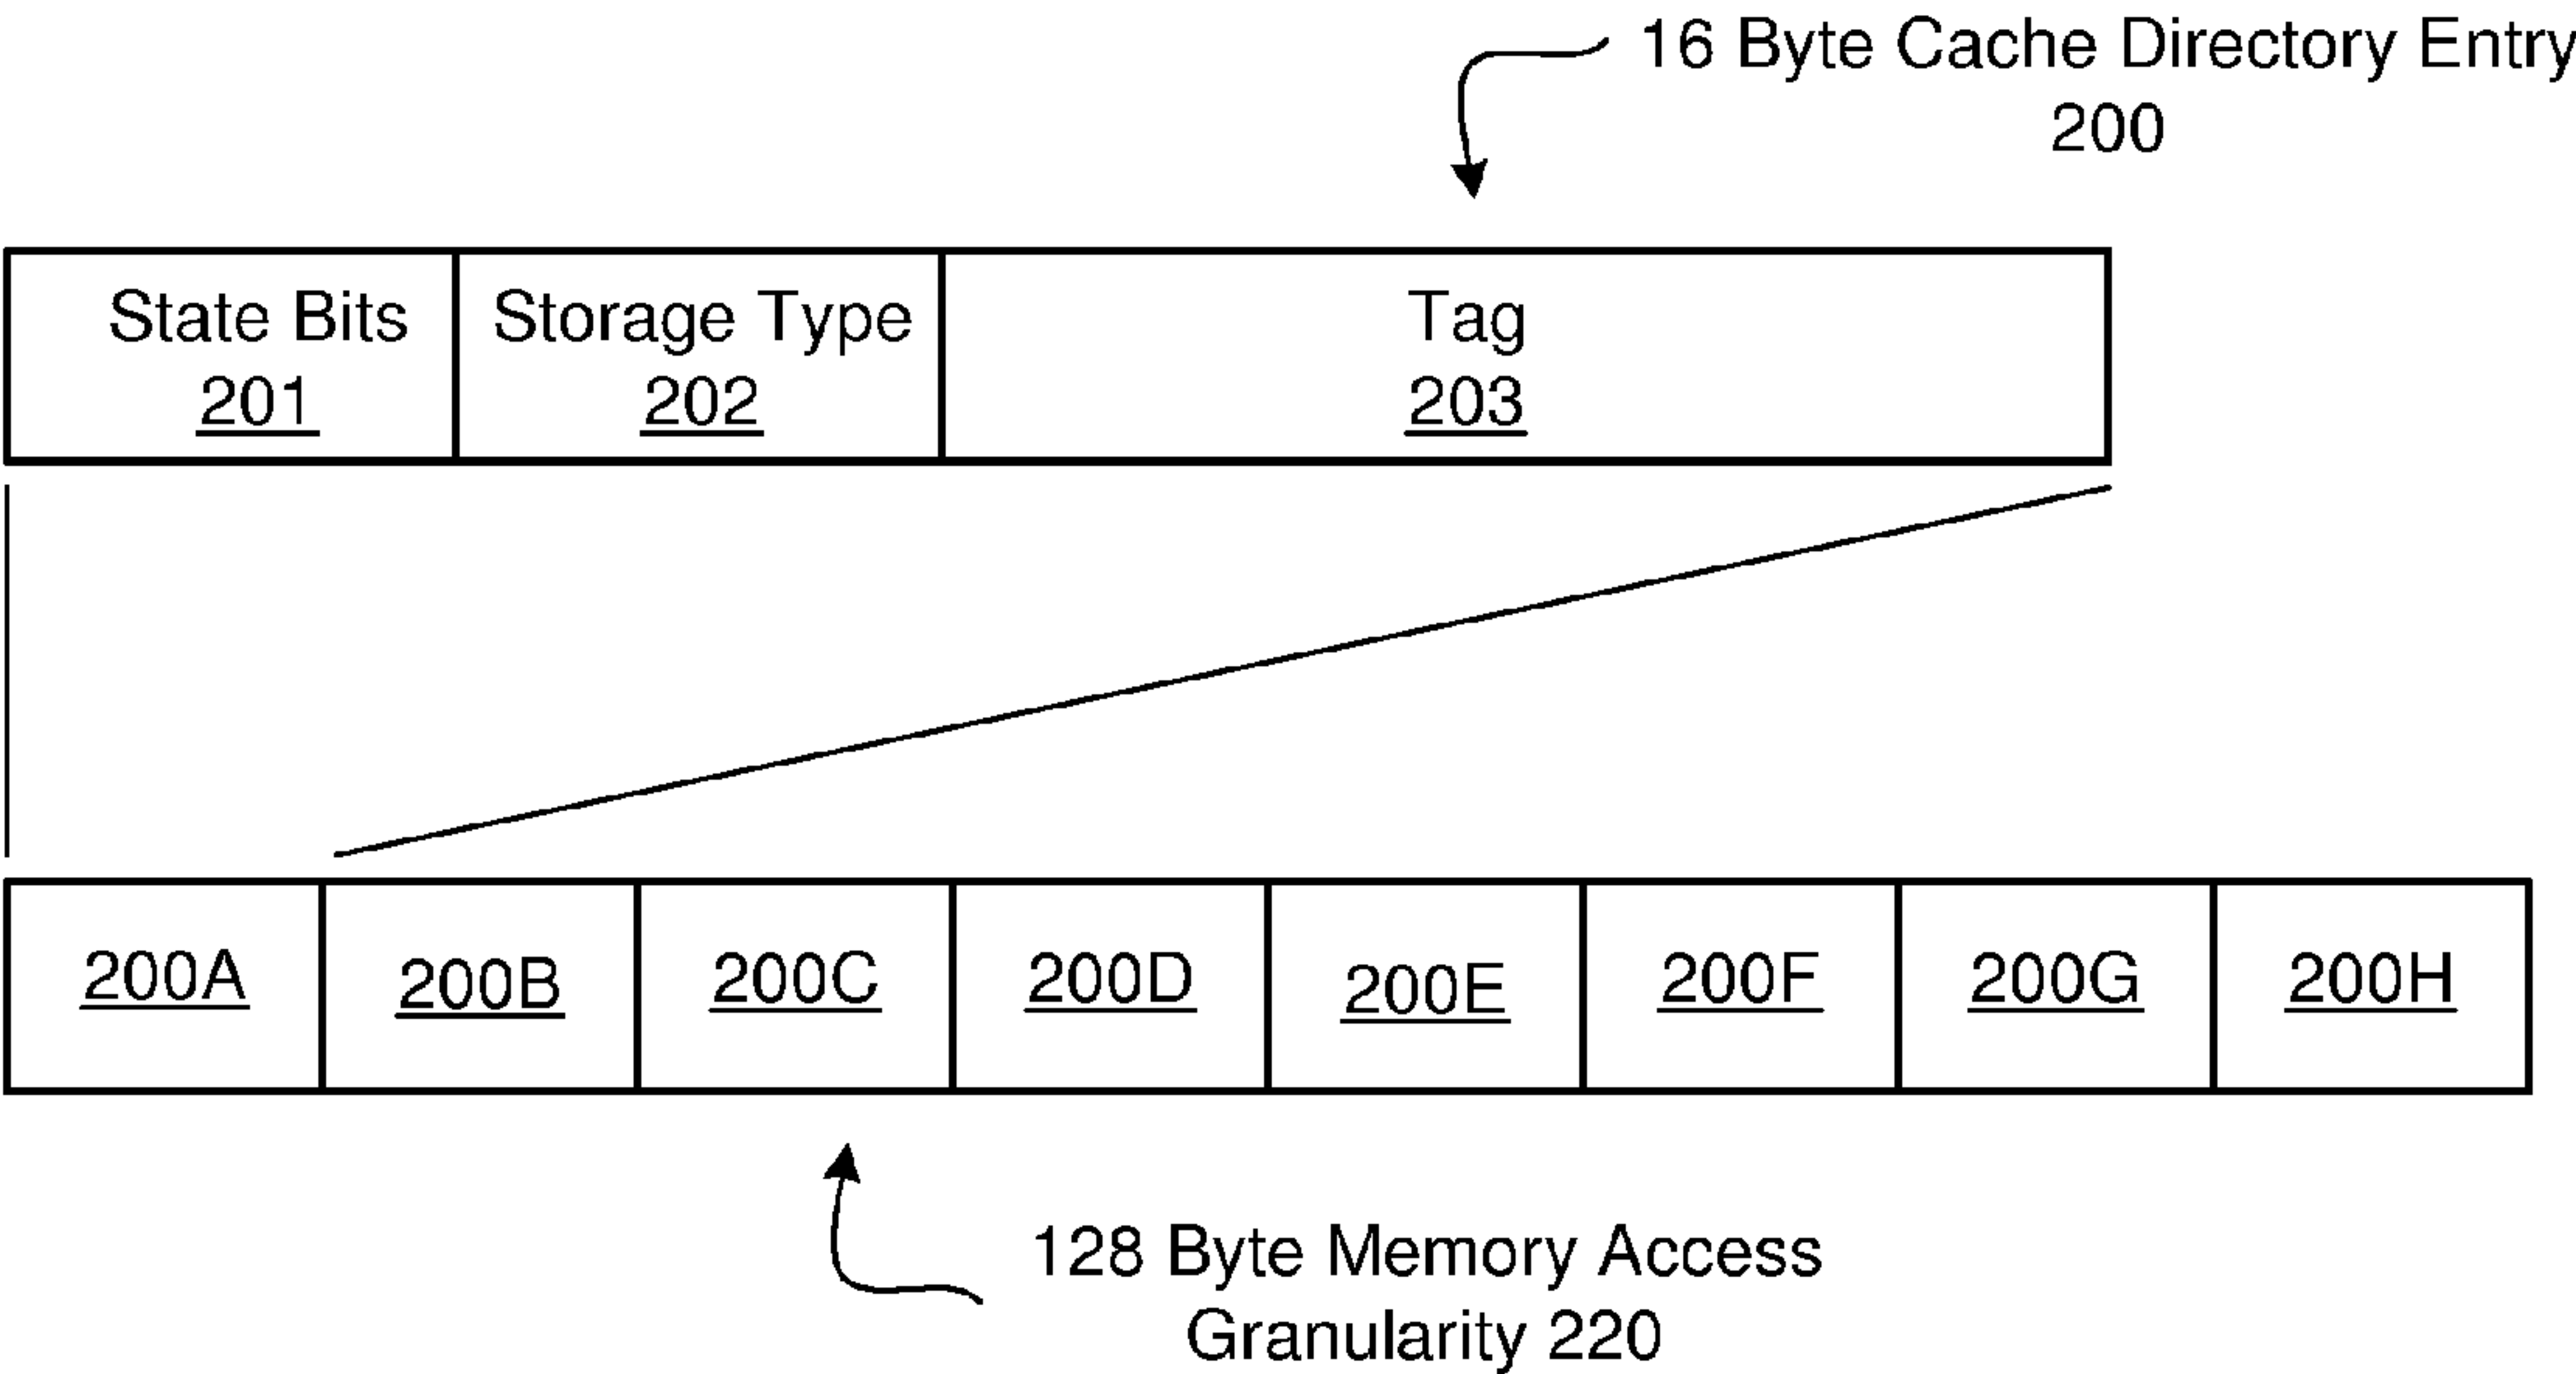 16 Byte Cache Directory Entry
200
State Bits
201
Storage Type
202
Tag
203
200A
200B
200C
200D
200E
200F
200G
200H
128 Byte Memory Access
Granularity 220